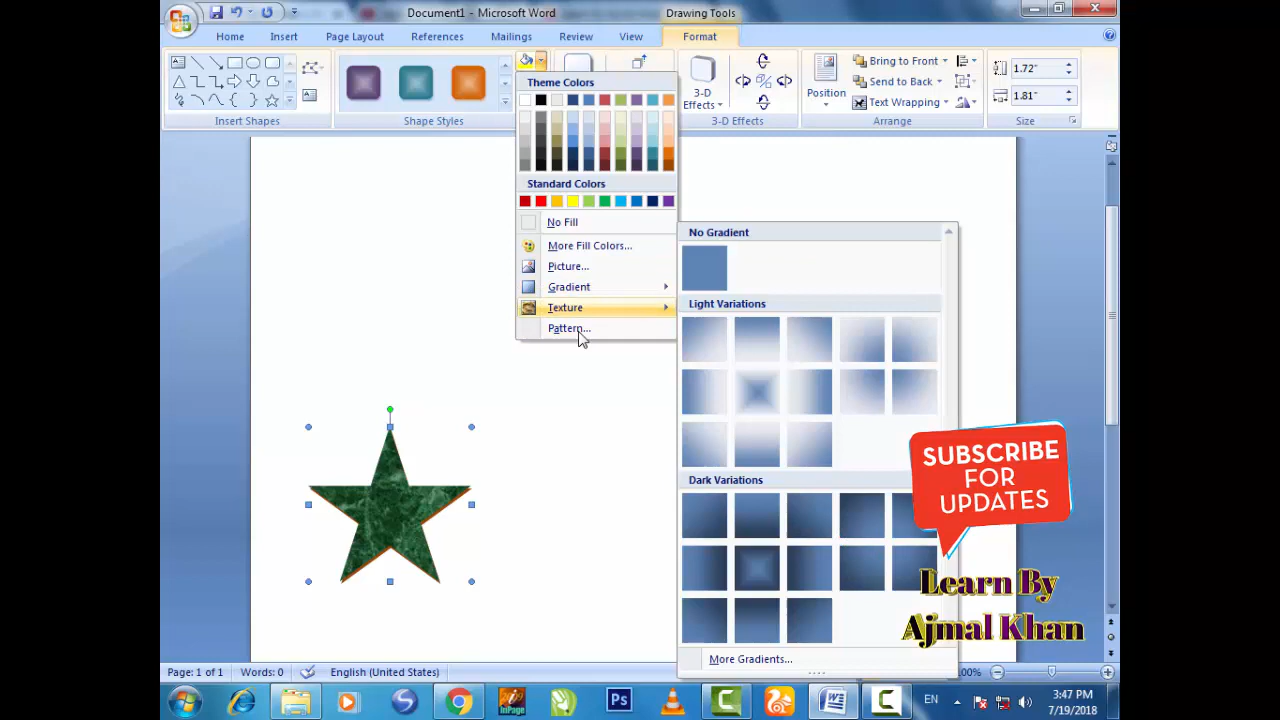 Document1 - Microsoft Word
Drawing Tools
Home
Insert
Page Layout
References
Mailings
Review
View
Format
3-D
Effects
Position
Bring to Front
Send to Back
Text Wrapping
1.72"
1.81"
Insert Shapes
Shape Styles
3-D Effects
Arrange
Size
Theme Colors
Standard Colors
No Fill
More Fill Colors...
Picture...
Gradient
Texture
Pattern...
No Gradient
Light Variations
Dark Variations
More Gradients...
SUBSCRIBE
FOR
UPDATES
Learn By
Ajmal Khan
Page: 1 of 1
Words: 0
English (United States)
00%
InPage
Ps
EN
3:47 PM
7/19/2018